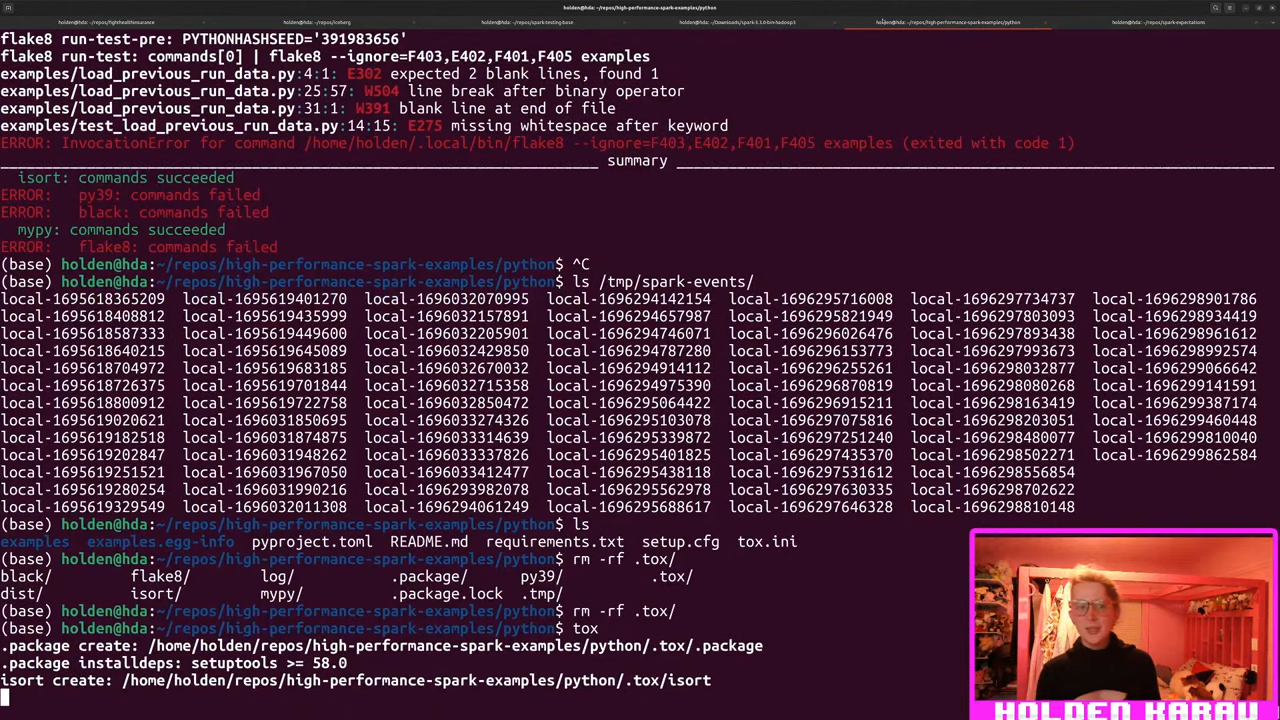 holden@hda: ~/repos/high-performance-spark-examples/python
holden@hda: ~/repos/fighthealthinsurance
holden@hda: ~/repos/iceberg
holden@hda: ~/repos/spark-testing-base
holden@hda: ~/Downloads/spark-3.3.0-bin-hadoop3
holden@hda: ~/repos/high-performance-spark-examples/python
holden@hda: ~/repos/spark-expectations
flake8 run-test-pre: PYTHONHASHSEED='391983656'
flake8 run-test: commands[0] | flake8 --ignore=F403,E402,F401,F405 examples
examples/load_previous_run_data.py:4:1: E302 expected 2 blank lines, found 1
examples/load_previous_run_data.py:25:57: W504 line break after binary operator
examples/load_previous_run_data.py:31:1: W391 blank line at end of file
examples/test_load_previous_run_data.py:14:15: E275 missing whitespace after keyword
ERROR: InvocationError for command /home/holden/.local/bin/flake8 --ignore=F403,E402,F401,F405 examples (exited with code 1)
summary
isort: commands succeeded
ERROR:   py39: commands failed
ERROR:   black: commands failed
mypy: commands succeeded
ERROR:   flake8: commands failed
(base) holden@hda:~/repos/high-performance-spark-examples/python$ ^C
(base) holden@hda:~/repos/high-performance-spark-examples/python$ ls /tmp/spark-events/
local-1695618365209 local-1695619401270 local-1696032070995 local-1696294142154 local-1696295716008 local-1696297734737 local-1696298901786
local-1695618408812 local-1695619435999 local-1696032157891 local-1696294657987 local-1696295821949 local-1696297803093 local-1696298934419
local-1695618587333 local-1695619449600 local-1696032205901 local-1696294746071 local-1696296026476 local-1696297893438 local-1696298961612
local-1695618640215 local-1695619645089 local-1696032429850 local-1696294787280 local-1696296153773 local-1696297993673 local-1696298992574
local-1695618704972 local-1695619683185 local-1696032670032 local-1696294914112 local-1696296255261 local-1696298032877 local-1696299066642
local-1695618726375 local-1695619701844 local-1696032715358 local-1696294975390 local-1696296870819 local-1696298080268 local-1696299141591
local-1695618800912 local-1695619722758 local-1696032850472 local-1696295064422 local-1696296915211 local-1696298163419 local-1696299387174
local-1695619020621 local-1696031850695 local-1696033274326 local-1696295103078 local-1696297075816 local-1696298203051 local-1696299460448
local-1695619182518 local-1696031874875 local-1696033314639 local-1696295339872 local-1696297251240 local-1696298480077 local-1696299810040
local-1695619202847 local-1696031948262 local-1696033337826 local-1696295401825 local-1696297435370 local-1696298502271 local-1696299862584
local-1695619251521 local-1696031967050 local-1696033412477 local-1696295438118 local-1696297531612 local-1696298556854
local-1695619280254 local-1696031990216 local-1696293982078 local-1696295562978 local-1696297630335 local-1696298702622
local-1695619329549 local-1696032011308 local-1696294061249 local-1696295688617 local-1696297646328 local-1696298810148
(base) holden@hda:~/repos/high-performance-spark-examples/python$ ls
examples examples.egg-info pyproject.toml README.md requirements.txt setup.cfg tox.ini
(base) holden@hda:~/repos/high-performance-spark-examples/python$ rm -rf .tox/
black/ flake8/ log/ .package/ py39/ .tox/
dist/ isort/ mypy/ .package.lock .tmp/
(base) holden@hda:~/repos/high-performance-spark-examples/python$ rm -rf .tox/
(base) holden@hda:~/repos/high-performance-spark-examples/python$ tox
.package create: /home/holden/repos/high-performance-spark-examples/python/.tox/.package
.package installdeps: setuptools >= 58.0
isort create: /home/holden/repos/high-performance-spark-examples/python/.tox/isort
HOLDEN KARAU